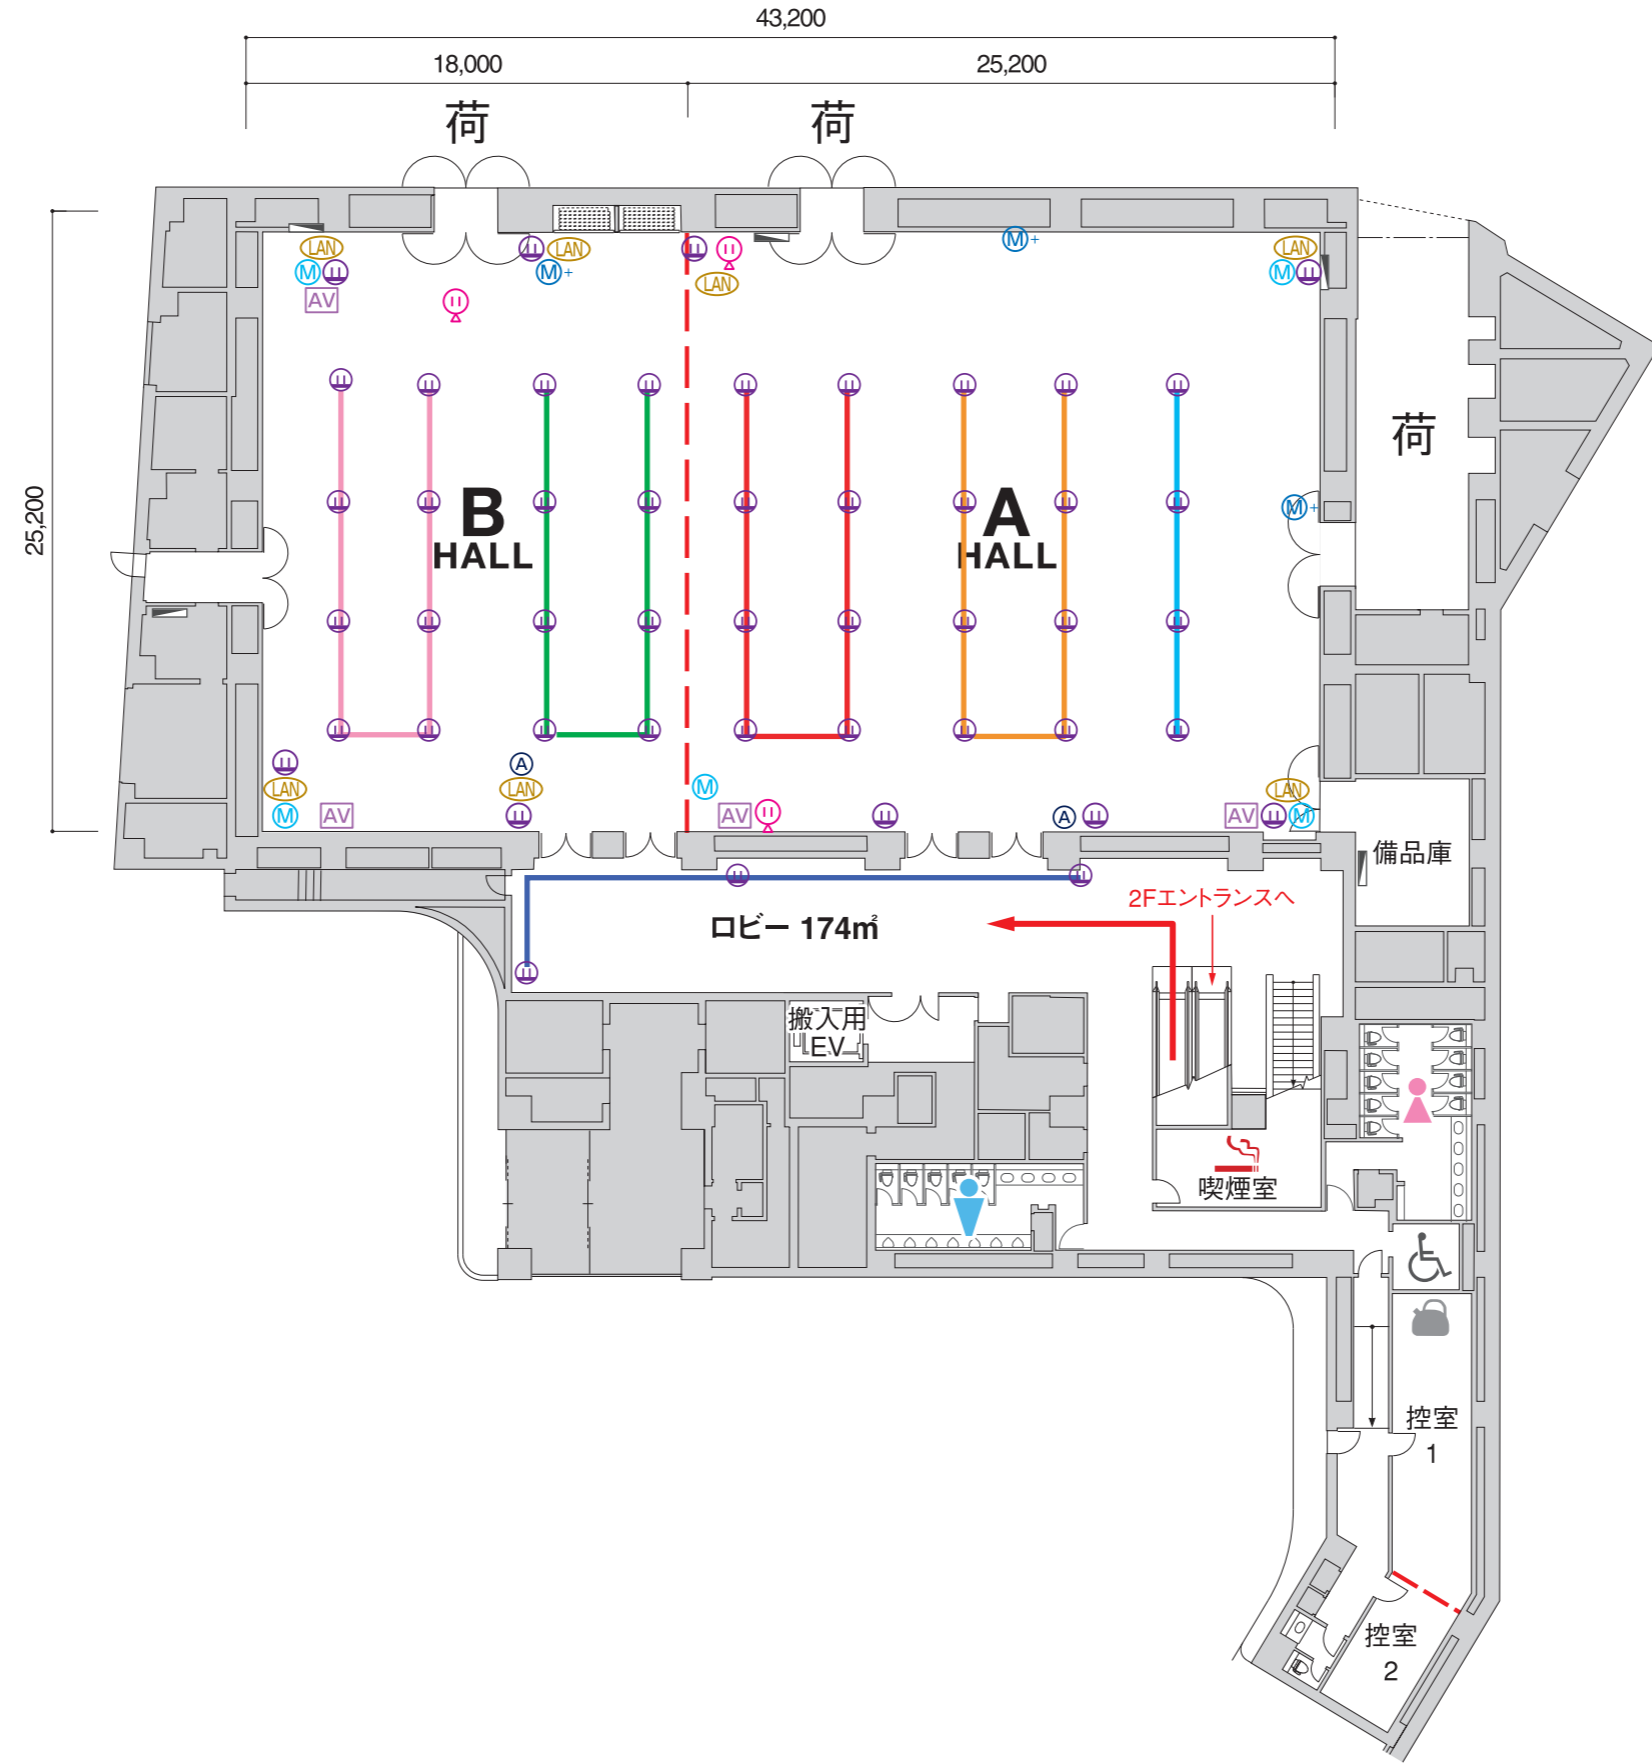 43,200
18,000
25,200
荷
荷
LAN
LAN
M+
LAN
M
M+
LAN
M
AV
LAN
M
25,200
荷
B
HALL
A
HALL
M+
A
LAN
LAN
LAN
M
M
AV
AV
A
AV
M
備品庫
2Fエントランスへ
ロビー 174㎡
搬入用
EV
喫煙室
控室
1
控室
2